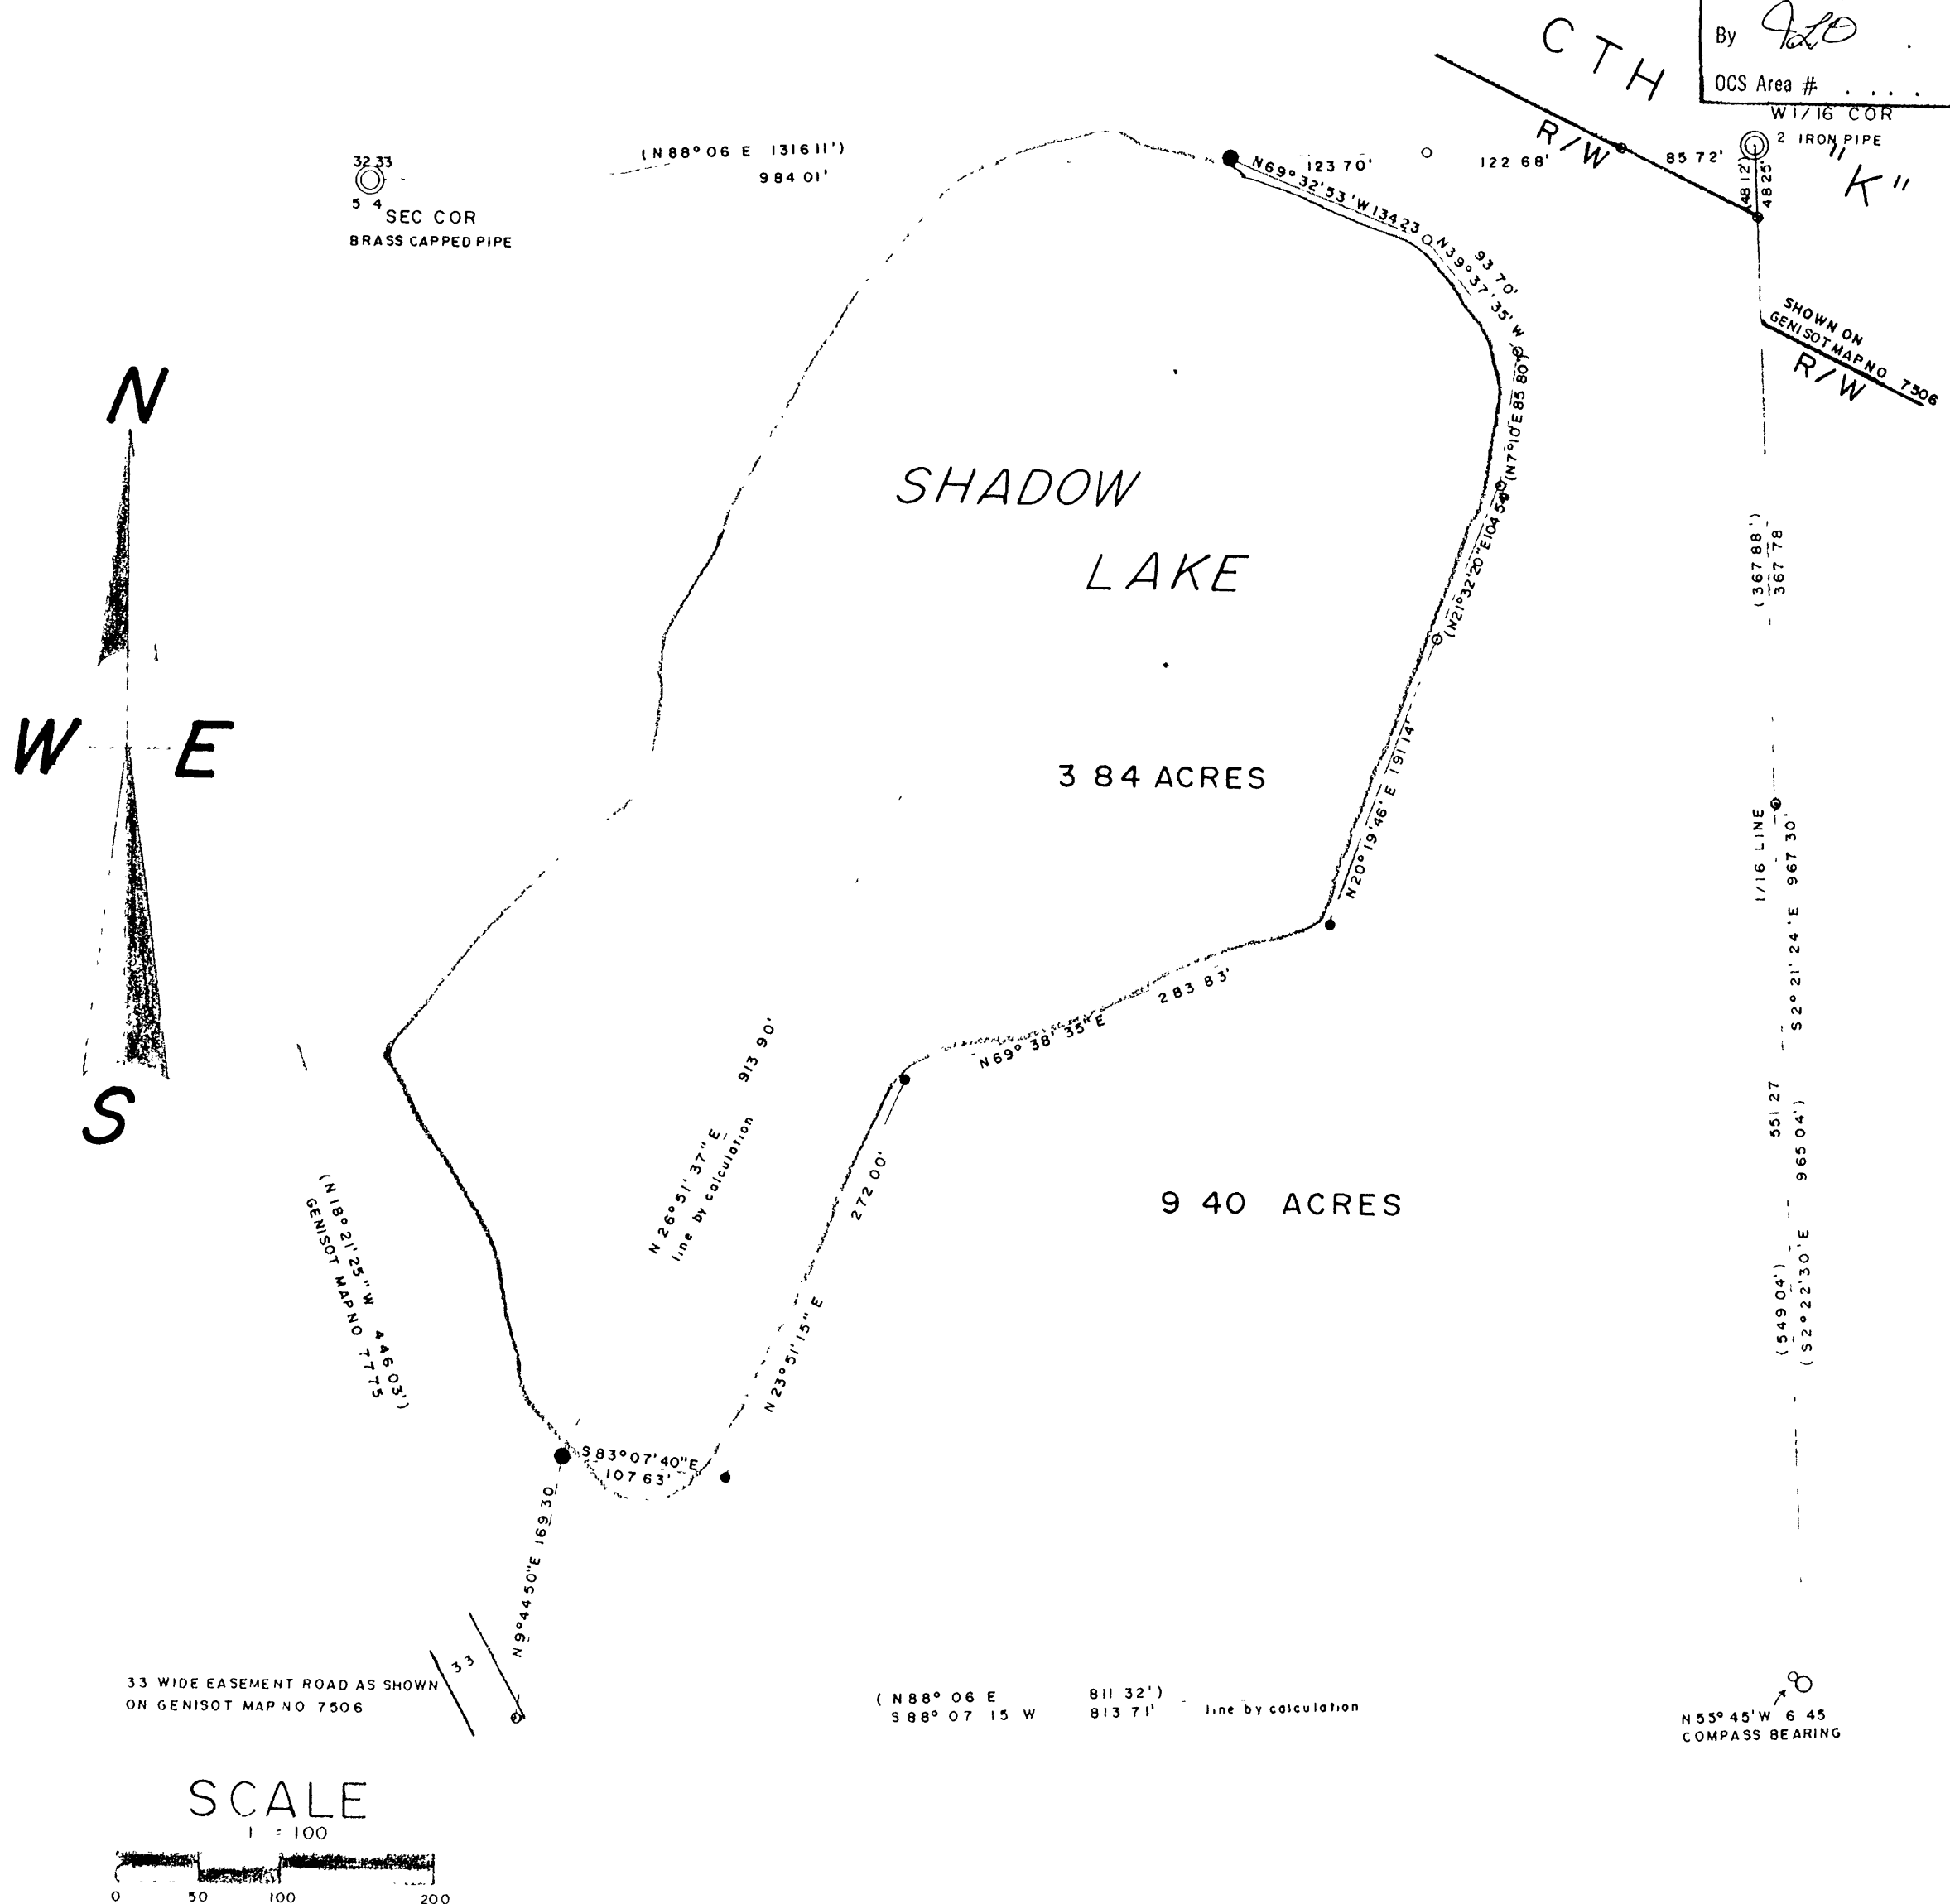 By
OCS Area # . . . .
CTH
"K"
W 1/16 COR
2 IRON PIPE
R/W
85 72'
(48 12')
48 25'
32 33
5 4
SEC COR
BRASS CAPPED PIPE
(N88°06 E 1316 11')
984 01'
123 70'
122 68'
N69°32'53'W 134 23
93 70'
N39°37'35' W
(N7°10'E 85 80')
(N21°32'20"E 104 54')
SHOWN ON
GENISOT MAP NO 7506
R/W
N
W E
S
SHADOW
LAKE
3 84 ACRES
(367 88')
367 78
N20°19'46' E 191 14'
1/16 LINE
S2°21'24 'E 967 30'
283 83'
N69° 38' 35" E
N 26° 51' 37" E 913 90'
line by calculation
272 00'
N 23° 51' 15" E
9 40 ACRES
551 27
(549 04')
(S2°22'30'E 965 04')
(N18°21'25"W 446 03')
GENISOT MAP NO 7775
S83°07'40"E
107 63'
N9°44 50"E 169 30
33
33 WIDE EASEMENT ROAD AS SHOWN
ON GENISOT MAP NO 7506
(N88° 06 E 811 32')
S88° 07 15 W 813 71' line by calculation
N 55° 45' W 6 45
COMPASS BEARING
SCALE
1 = 100
0 50 100 200